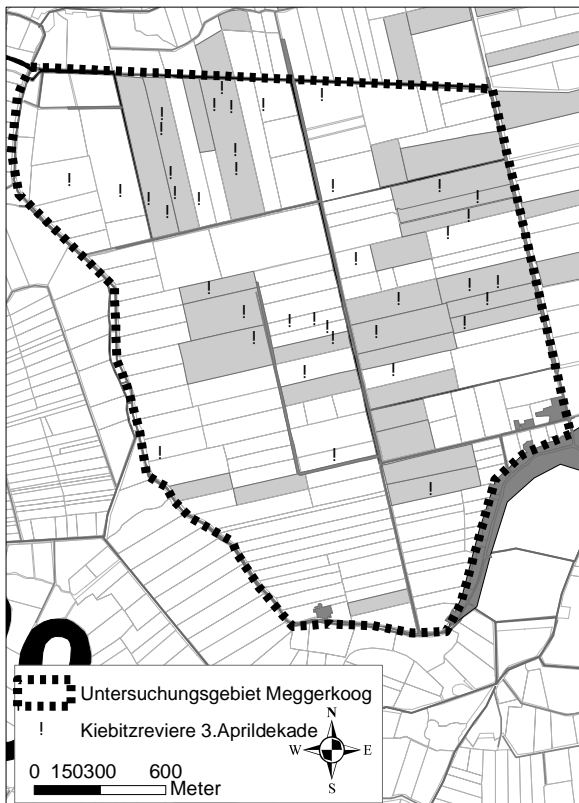 Untersuchungsgebiet Meggerkoog
! Kiebitzreviere 3.Aprildekade
N
W E
S
0 150300 600
Meter